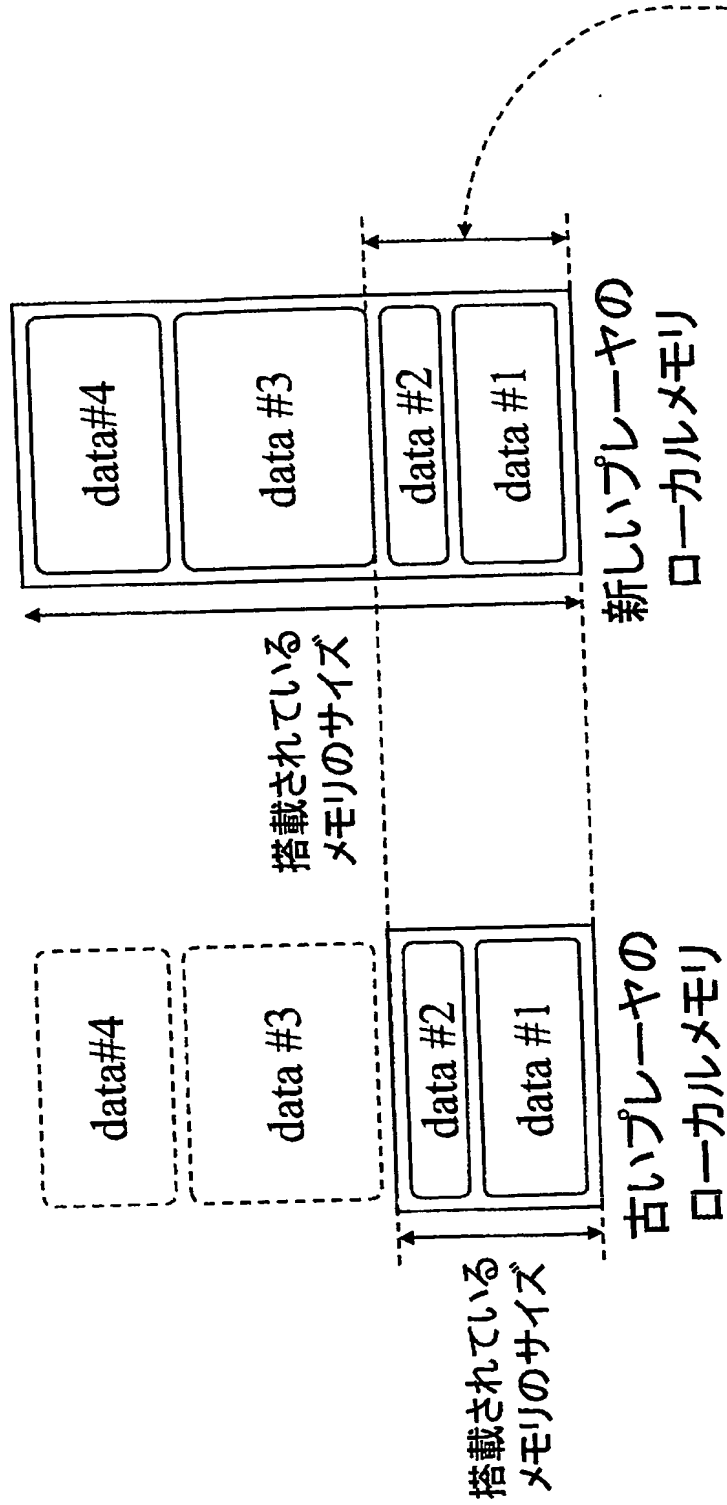 搭載されている
メモリのサイズ
data#4
data #3
data #2
data #1
古いプレーヤの
ローカルメモリ
搭載されている
メモリのサイズ
data#4
data #3
data #2
data #1
新しいプレーヤの
ローカルメモリ